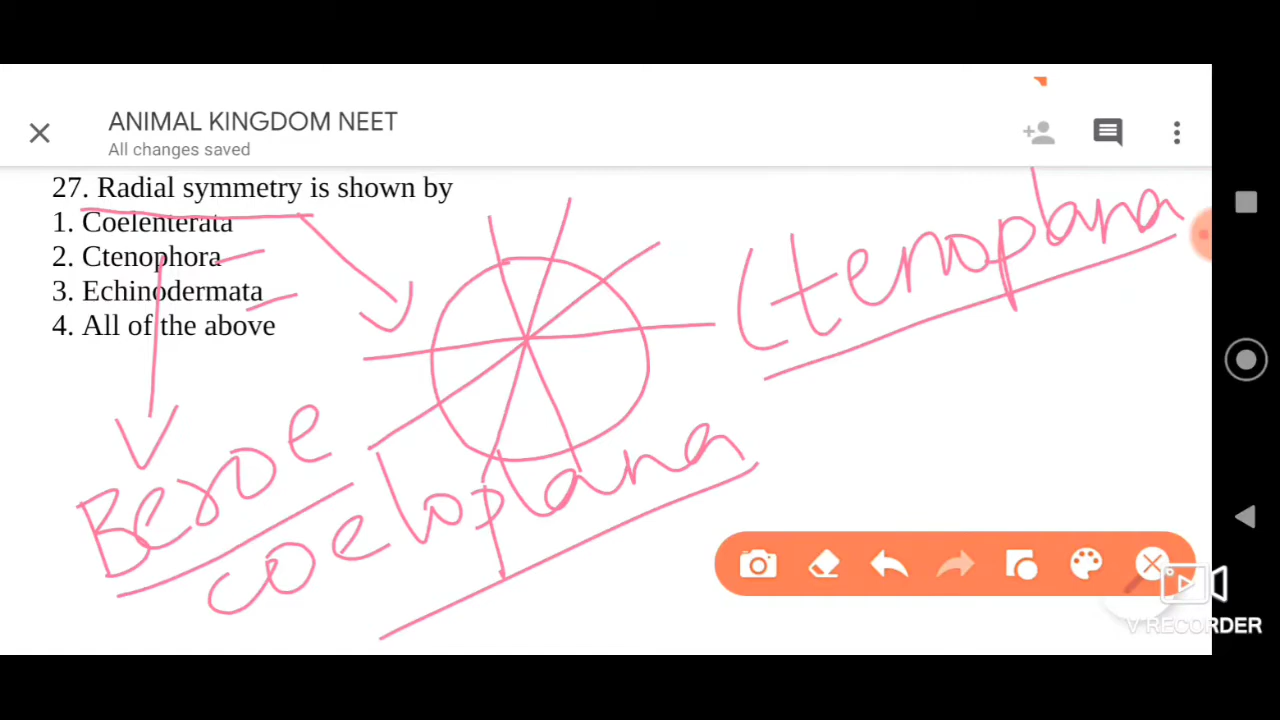 ANIMAL KINGDOM NEET
All changes saved
27. Radial symmetry is shown by
1. Coelenterata
2. Ctenophora
3. Echinodermata
4. All of the above
Ctenoplana
Beroe
coeloplana
V RECORDER